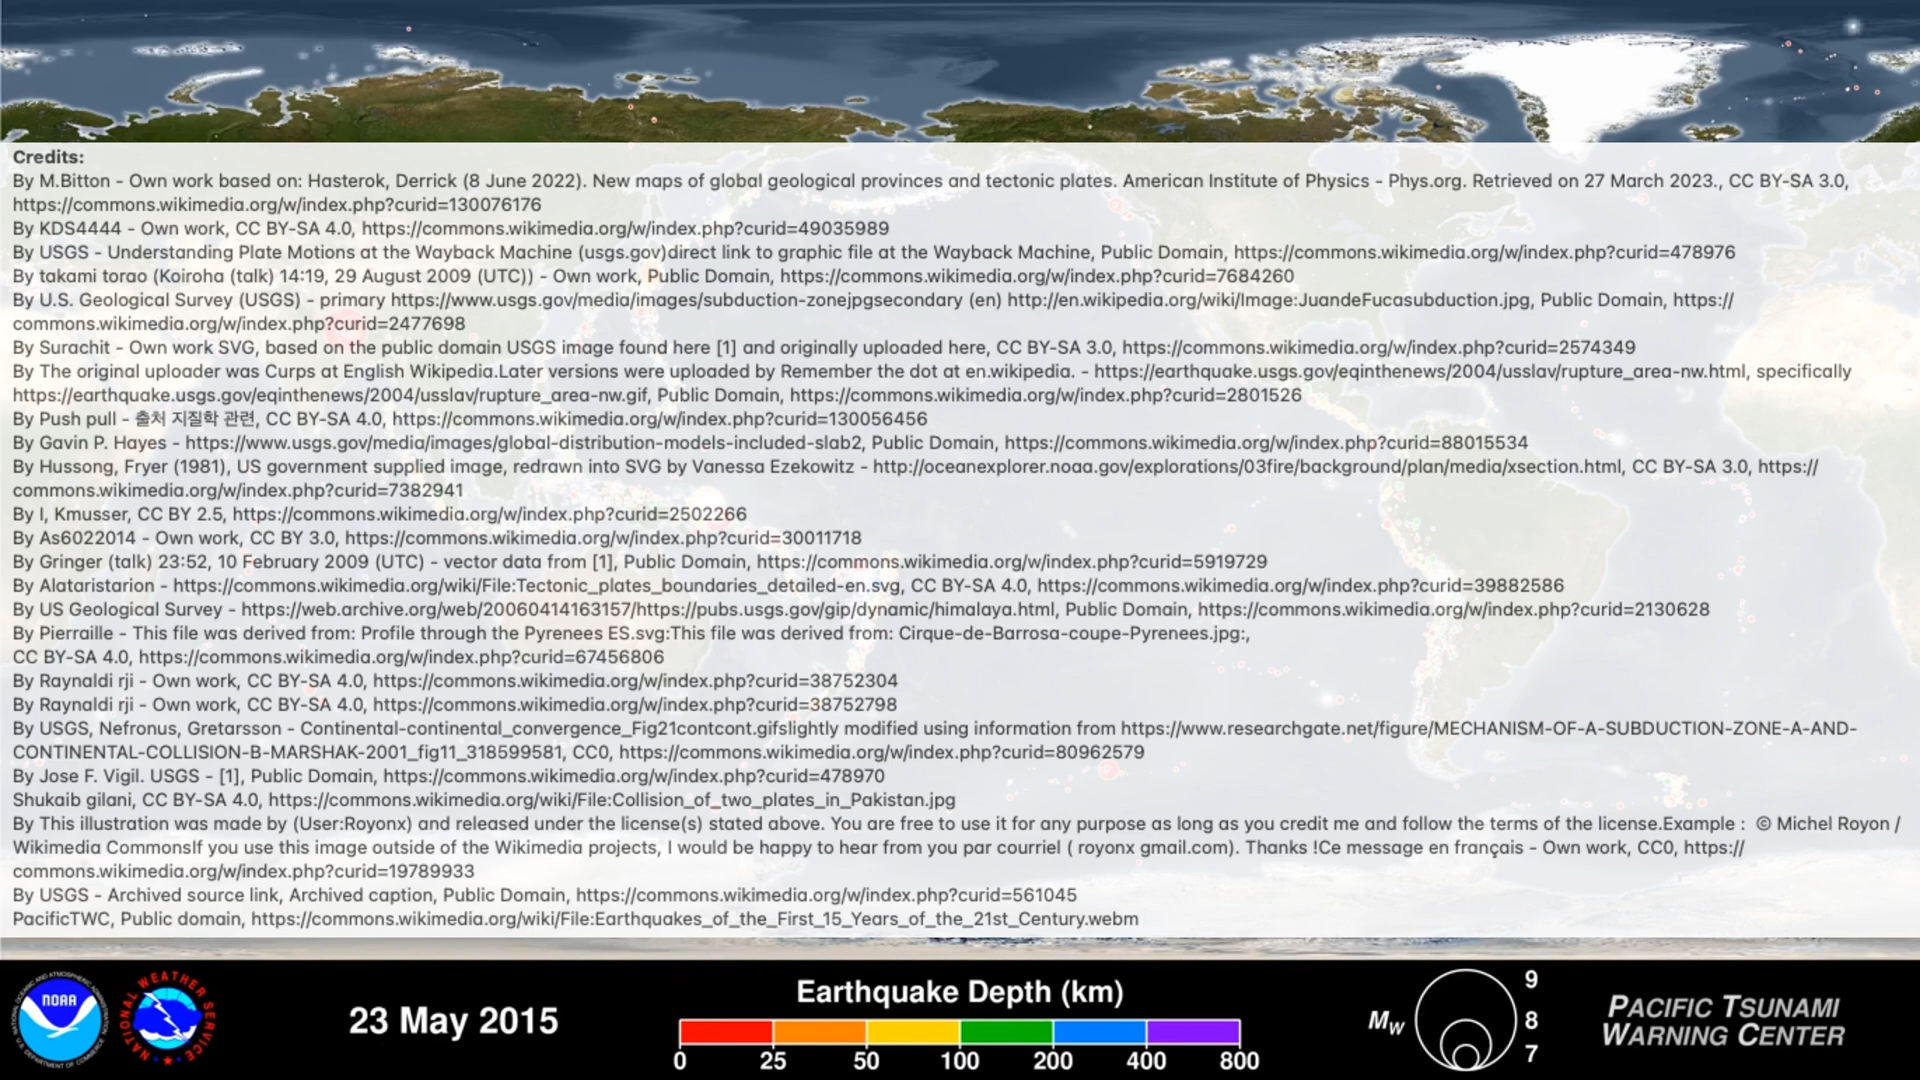 Credits:
By M.Bitton - Own work based on: Hasterok, Derrick (8 June 2022). New maps of global geological provinces and tectonic plates. American Institute of Physics - Phys.org. Retrieved on 27 March 2023., CC BY-SA 3.0,
https://commons.wikimedia.org/w/index.php?curid=130076176
By KDS4444 - Own work, CC BY-SA 4.0, https://commons.wikimedia.org/w/index.php?curid=49035989
By USGS - Understanding Plate Motions at the Wayback Machine (usgs.gov)direct link to graphic file at the Wayback Machine, Public Domain, https://commons.wikimedia.org/w/index.php?curid=478976
By takami torao (Koiroha (talk) 14:19, 29 August 2009 (UTC)) - Own work, Public Domain, https://commons.wikimedia.org/w/index.php?curid=7684260
By U.S. Geological Survey (USGS) - primary https://www.usgs.gov/media/images/subduction-zonejpgsecondary (en) http://en.wikipedia.org/wiki/Image:JuandeFucasubduction.jpg, Public Domain, https://
commons.wikimedia.org/w/index.php?curid=2477698
By Surachit - Own work SVG, based on the public domain USGS image found here [1] and originally uploaded here, CC BY-SA 3.0, https://commons.wikimedia.org/w/index.php?curid=2574349
By The original uploader was Curps at English Wikipedia.Later versions were uploaded by Remember the dot at en.wikipedia. - https://earthquake.usgs.gov/eqinthenews/2004/usslav/rupture_area-nw.html, specifically
https://earthquake.usgs.gov/eqinthenews/2004/usslav/rupture_area-nw.gif, Public Domain, https://commons.wikimedia.org/w/index.php?curid=2801526
By Push pull - 출처 지질학 관련, CC BY-SA 4.0, https://commons.wikimedia.org/w/index.php?curid=130056456
By Gavin P. Hayes - https://www.usgs.gov/media/images/global-distribution-models-included-slab2, Public Domain, https://commons.wikimedia.org/w/index.php?curid=88015534
By Hussong, Fryer (1981), US government supplied image, redrawn into SVG by Vanessa Ezekowitz - http://oceanexplorer.noaa.gov/explorations/03fire/background/plan/media/xsection.html, CC BY-SA 3.0, https://
commons.wikimedia.org/w/index.php?curid=7382941
By I, Kmusser, CC BY 2.5, https://commons.wikimedia.org/w/index.php?curid=2502266
By As6022014 - Own work, CC BY 3.0, https://commons.wikimedia.org/w/index.php?curid=30011718
By Gringer (talk) 23:52, 10 February 2009 (UTC) - vector data from [1], Public Domain, https://commons.wikimedia.org/w/index.php?curid=5919729
By Alataristarion - https://commons.wikimedia.org/wiki/File:Tectonic_plates_boundaries_detailed-en.svg, CC BY-SA 4.0, https://commons.wikimedia.org/w/index.php?curid=39882586
By US Geological Survey - https://web.archive.org/web/20060414163157/https://pubs.usgs.gov/gip/dynamic/himalaya.html, Public Domain, https://commons.wikimedia.org/w/index.php?curid=2130628
By Pierraille - This file was derived from: Profile through the Pyrenees ES.svg:This file was derived from: Cirque-de-Barrosa-coupe-Pyrenees.jpg:,
CC BY-SA 4.0, https://commons.wikimedia.org/w/index.php?curid=67456806
By Raynaldi rji - Own work, CC BY-SA 4.0, https://commons.wikimedia.org/w/index.php?curid=38752304
By Raynaldi rji - Own work, CC BY-SA 4.0, https://commons.wikimedia.org/w/index.php?curid=38752798
By USGS, Nefronus, Gretarsson - Continental-continental_convergence_Fig21contcont.gifslightly modified using information from https://www.researchgate.net/figure/MECHANISM-OF-A-SUBDUCTION-ZONE-A-AND-
CONTINENTAL-COLLISION-B-MARSHAK-2001_fig11_318599581, CC0, https://commons.wikimedia.org/w/index.php?curid=80962579
By Jose F. Vigil. USGS - [1], Public Domain, https://commons.wikimedia.org/w/index.php?curid=478970
Shukaib gilani, CC BY-SA 4.0, https://commons.wikimedia.org/wiki/File:Collision_of_two_plates_in_Pakistan.jpg
By This illustration was made by (User:Royonx) and released under the license(s) stated above. You are free to use it for any purpose as long as you credit me and follow the terms of the license.Example : © Michel Royon /
Wikimedia CommonsIf you use this image outside of the Wikimedia projects, I would be happy to hear from you par courriel ( royonx gmail.com). Thanks !Ce message en français - Own work, CC0, https://
commons.wikimedia.org/w/index.php?curid=19789933
By USGS - Archived source link, Archived caption, Public Domain, https://commons.wikimedia.org/w/index.php?curid=561045
PacificTWC, Public domain, https://commons.wikimedia.org/wiki/File:Earthquakes_of_the_First_15_Years_of_the_21st_Century.webm
NATIONAL OCEANIC AND ATMOSPHERIC ADMINISTRATION
NOAA
U.S. DEPARTMENT OF COMMERCE
NATIONAL WEATHER SERVICE
23 May 2015
Earthquake Depth (km)
0 25 50 100 200 400 800
Mw
9
8
7
PACIFIC TSUNAMI
WARNING CENTER